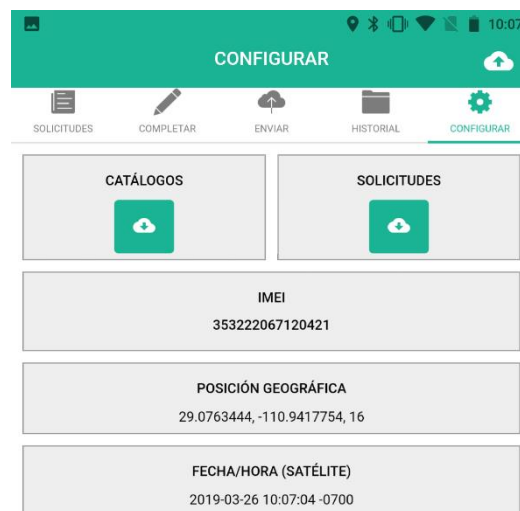 10:07
CONFIGURAR
SOLICITUDES COMPLETAR ENVIAR HISTORIAL CONFIGURAR
CATÁLOGOS SOLICITUDES
IMEI
353222067120421
POSICIÓN GEOGRÁFICA
29.0763444, -110.9417754, 16
FECHA/HORA (SATÉLITE)
2019-03-26 10:07:04 -0700